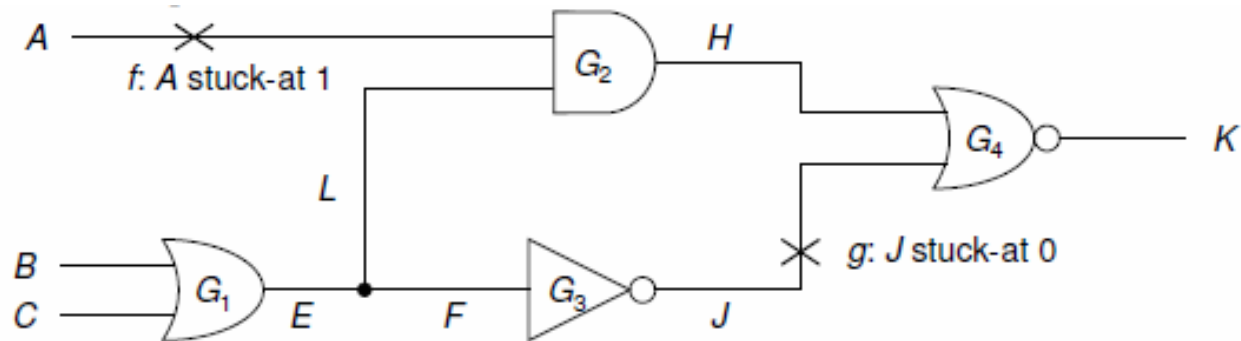 A
f: A stuck-at 1
G2
H
G4
K
L
B
C
G1
E
F
G3
J
g: J stuck-at 0